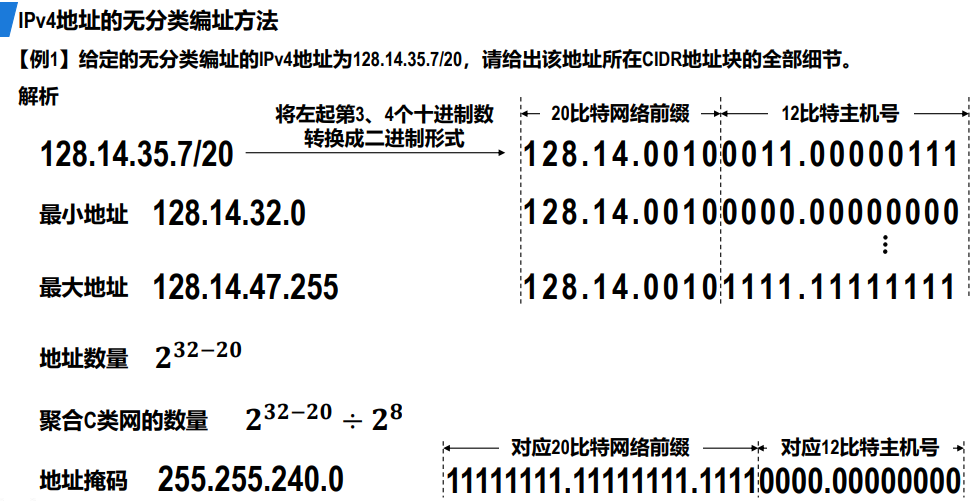 IPv4地址的无分类编址方法
【例1】给定的无分类编址的IPv4地址为128.14.35.7/20，请给出该地址所在CIDR地址块的全部细节。
解析
将左起第3、4个十进制数
转换成二进制形式
20比特网络前缀 12比特主机号
128.14.35.7/20 128.14.00100011.00000111
最小地址 128.14.32.0 128.14.00100000.00000000
⋮
最大地址 128.14.47.255 128.14.00101111.11111111
地址数量 2^{32−20}
聚合C类网的数量 2^{32−20} ÷ 2^8
对应20比特网络前缀 对应12比特主机号
地址掩码 255.255.240.0 11111111.11111111.11110000.00000000